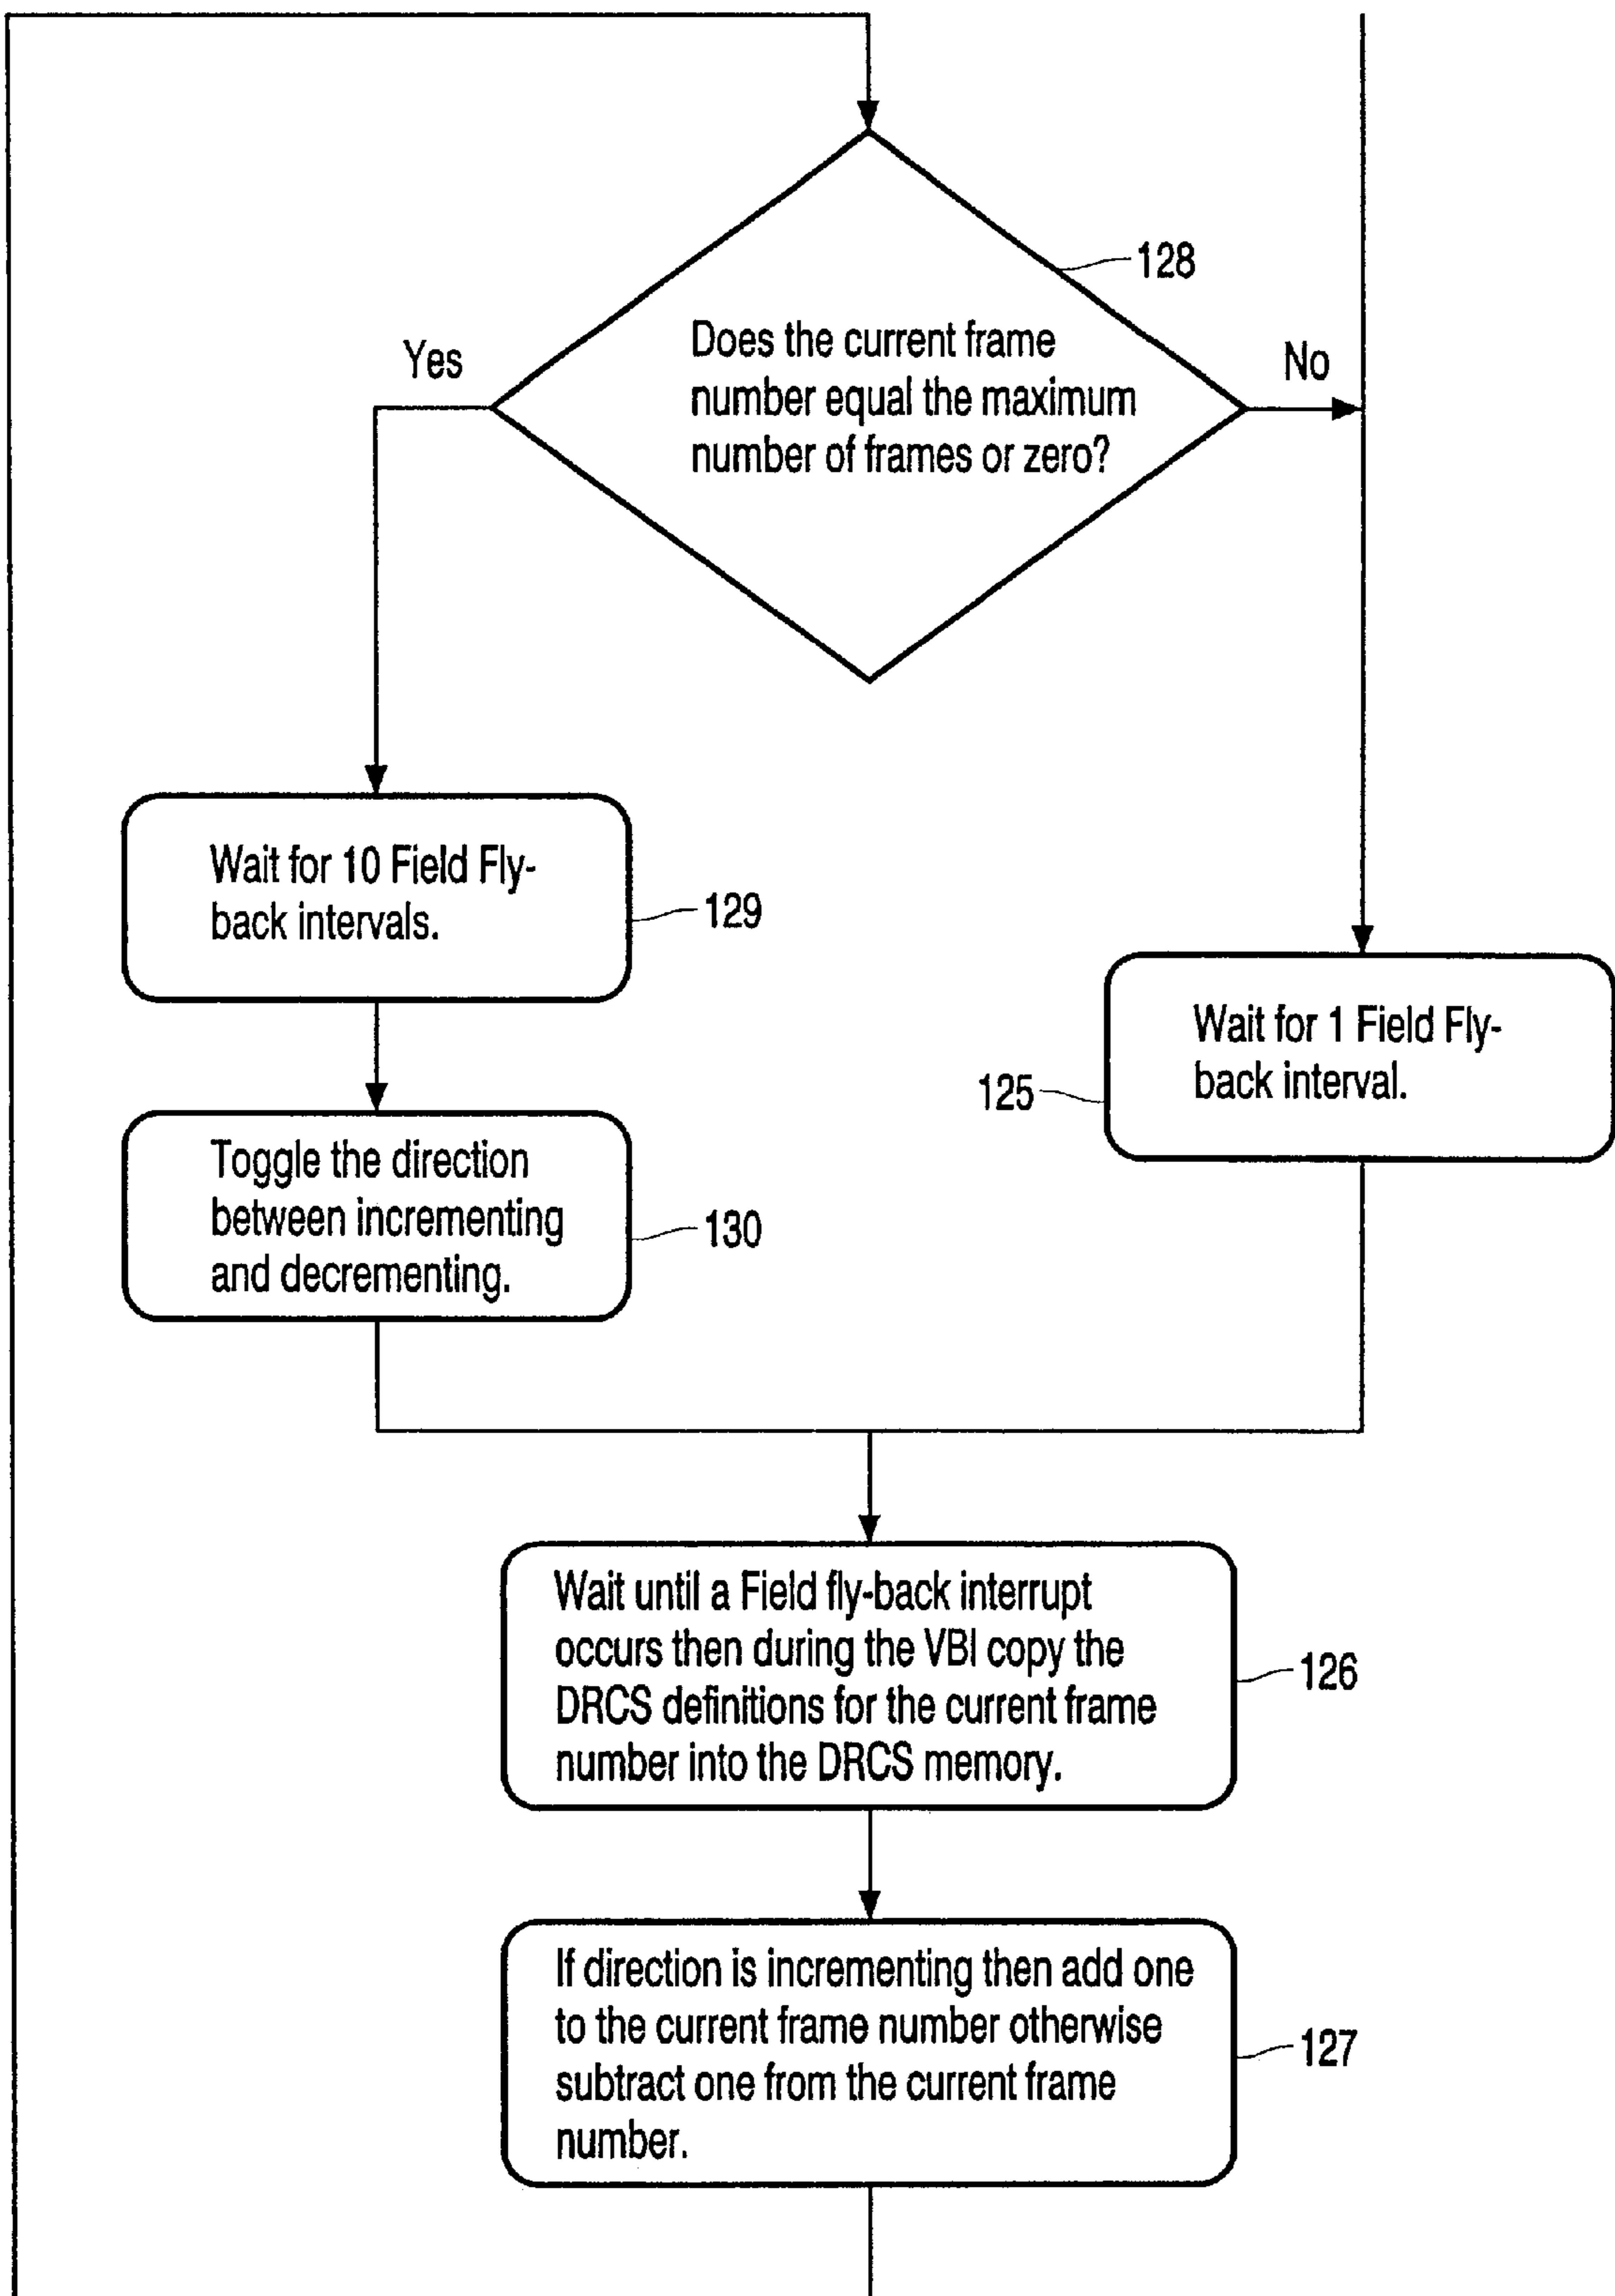 128
Yes
Does the current frame
number equal the maximum
number of frames or zero?
No
Wait for 10 Field Fly-
back intervals.
129
Wait for 1 Field Fly-
back interval.
125
Toggle the direction
between incrementing
and decrementing.
130
Wait until a Field fly-back interrupt
occurs then during the VBI copy the
DRCS definitions for the current frame
number into the DRCS memory.
126
If direction is incrementing then add one
to the current frame number otherwise
subtract one from the current frame
number.
127